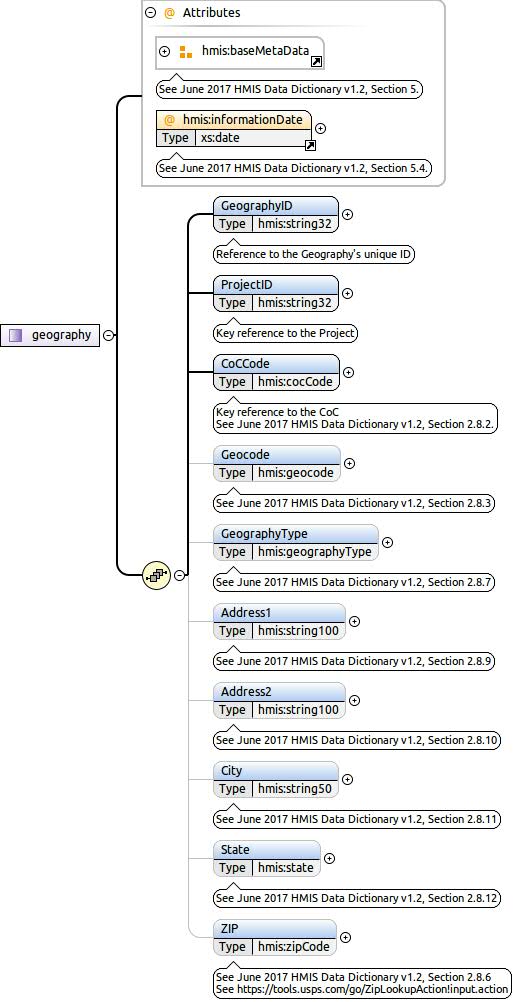 @ Attributes
hmis:baseMetaData
See June 2017 HMIS Data Dictionary v1.2, Section 5.
@ hmis:informationDate
Type xs:date
See June 2017 HMIS Data Dictionary v1.2, Section 5.4.
GeographyID
Type hmis:string32
Reference to the Geography's unique ID
ProjectID
Type hmis:string32
Key reference to the Project
geography
CoCCode
Type hmis:cocCode
Key reference to the CoC
See June 2017 HMIS Data Dictionary v1.2, Section 2.8.2.
Geocode
Type hmis:geocode
See June 2017 HMIS Data Dictionary v1.2, Section 2.8.3
GeographyType
Type hmis:geographyType
See June 2017 HMIS Data Dictionary v1.2, Section 2.8.7
Address1
Type hmis:string100
See June 2017 HMIS Data Dictionary v1.2, Section 2.8.9
Address2
Type hmis:string100
See June 2017 HMIS Data Dictionary v1.2, Section 2.8.10
City
Type hmis:string50
See June 2017 HMIS Data Dictionary v1.2, Section 2.8.11
State
Type hmis:state
See June 2017 HMIS Data Dictionary v1.2, Section 2.8.12
ZIP
Type hmis:zipCode
See June 2017 HMIS Data Dictionary v1.2, Section 2.8.6
See https://tools.usps.com/go/ZipLookupAction!input.action